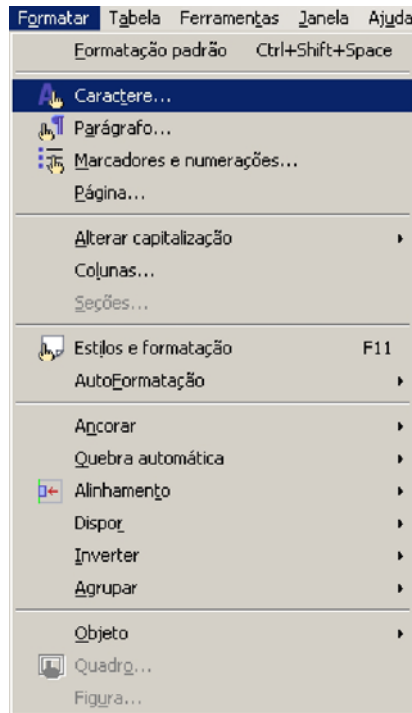 Formatar Tabela Ferramentas Janela Ajuda
Formatação padrão Ctrl+Shift+Space
Caractere...
Parágrafo...
Marcadores e numerações...
Página...
Alterar capitalização
Colunas...
Seções...
Estilos e formatação F11
AutoFormatação
Ancorar
Quebra automática
Alinhamento
Dispor
Inverter
Agrupar
Objeto
Quadro...
Figura...